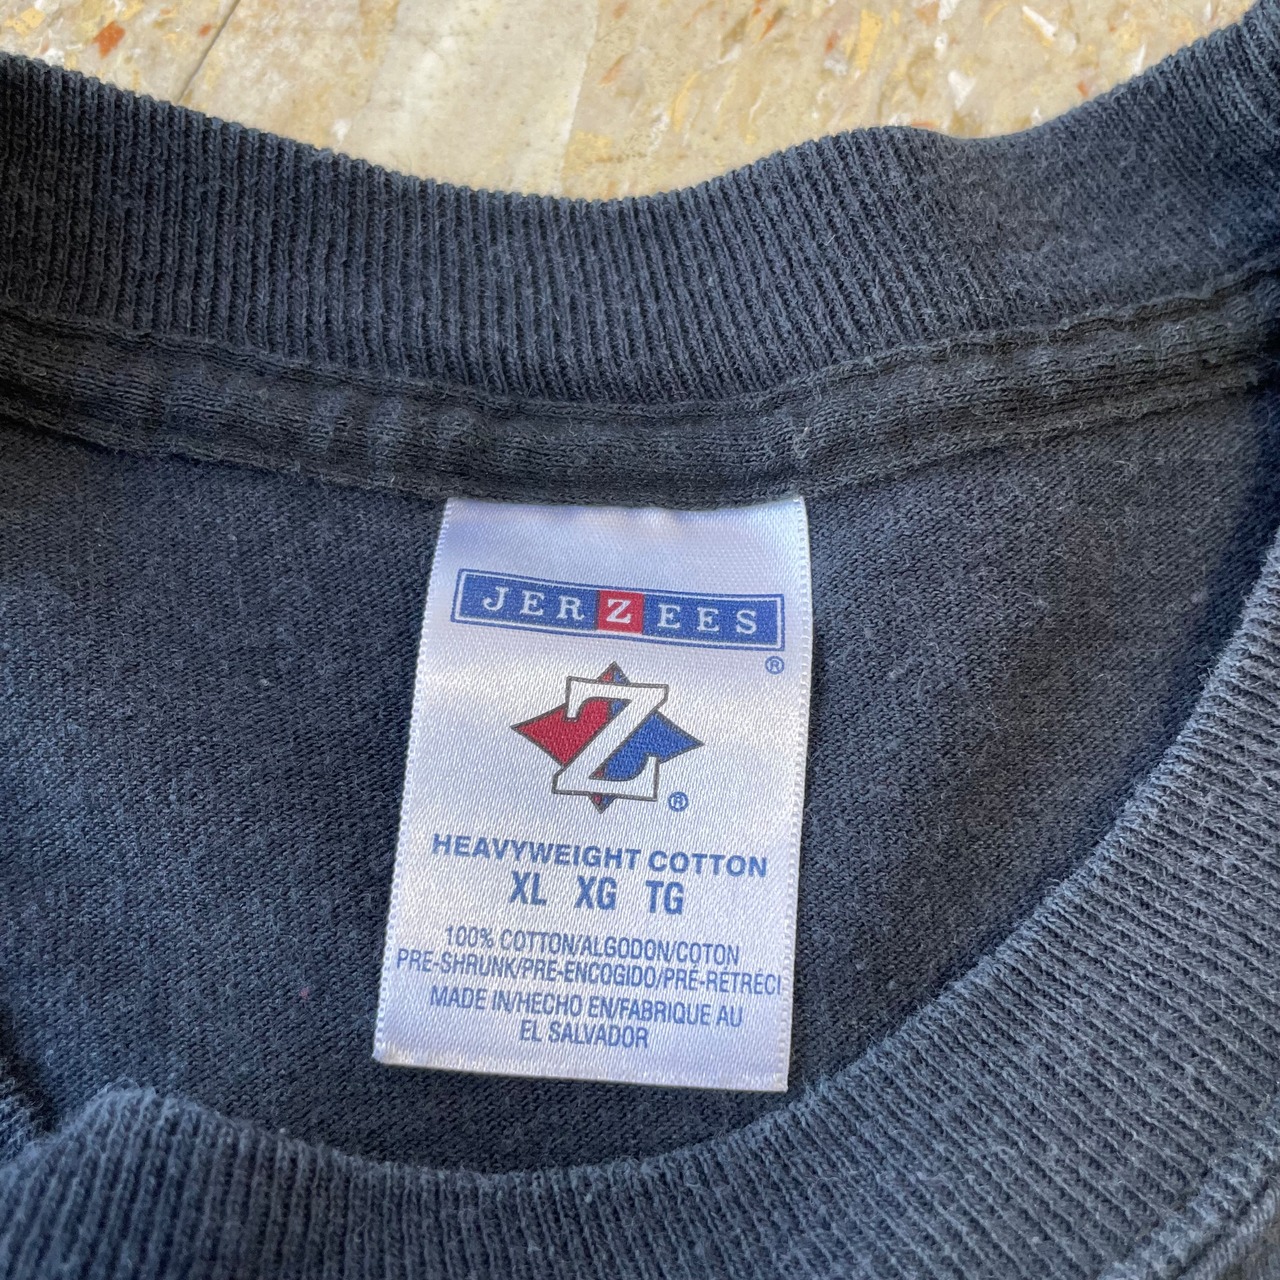 JERZEES
®
Z
®
HEAVYWEIGHT COTTON
XL XG TG
100% COTTON/ALGODON/COTON
PRE-SHRUNK/PRE-ENCOGIDO/PRÉ-RÉTRÉCI
MADE IN/HECHO EN/FABRIQUE AU
EL SALVADOR